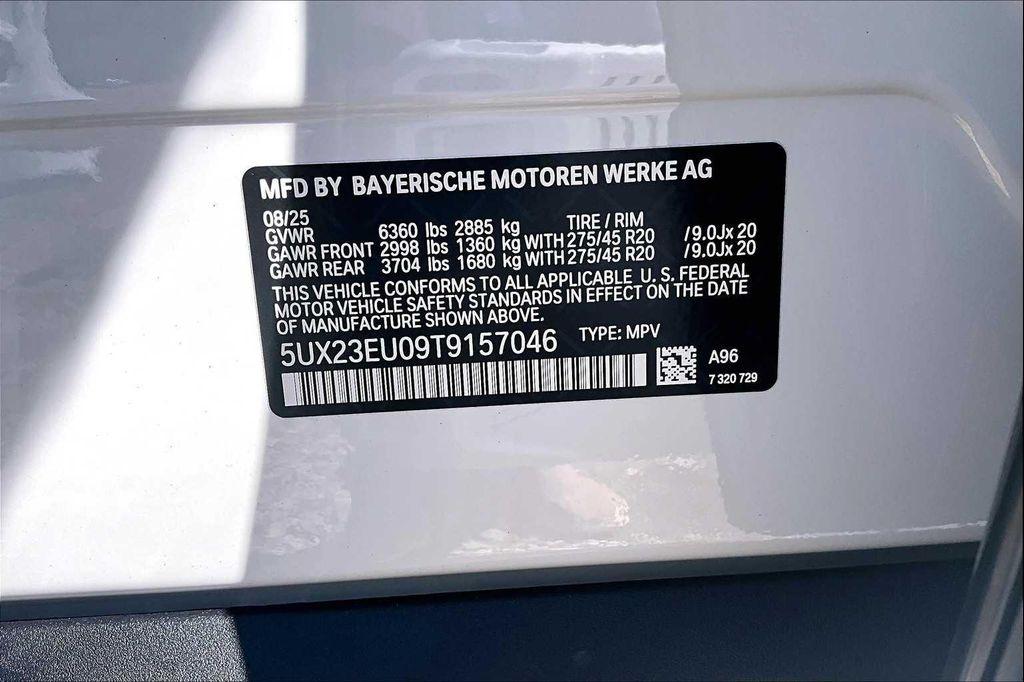 MFD BY BAYERISCHE MOTOREN WERKE AG
08/25 TIRE / RIM
GVWR 6360 lbs 2885 kg
GAWR FRONT 2998 lbs 1360 kg WITH 275/45 R20 /9.0Jx 20
GAWR REAR 3704 lbs 1680 kg WITH 275/45 R20 /9.0Jx 20
THIS VEHICLE CONFORMS TO ALL APPLICABLE U. S. FEDERAL
MOTOR VEHICLE SAFETY STANDARDS IN EFFECT ON THE DATE
OF MANUFACTURE SHOWN ABOVE.
5UX23EU09T9157046 TYPE: MPV
A96
7 320 729